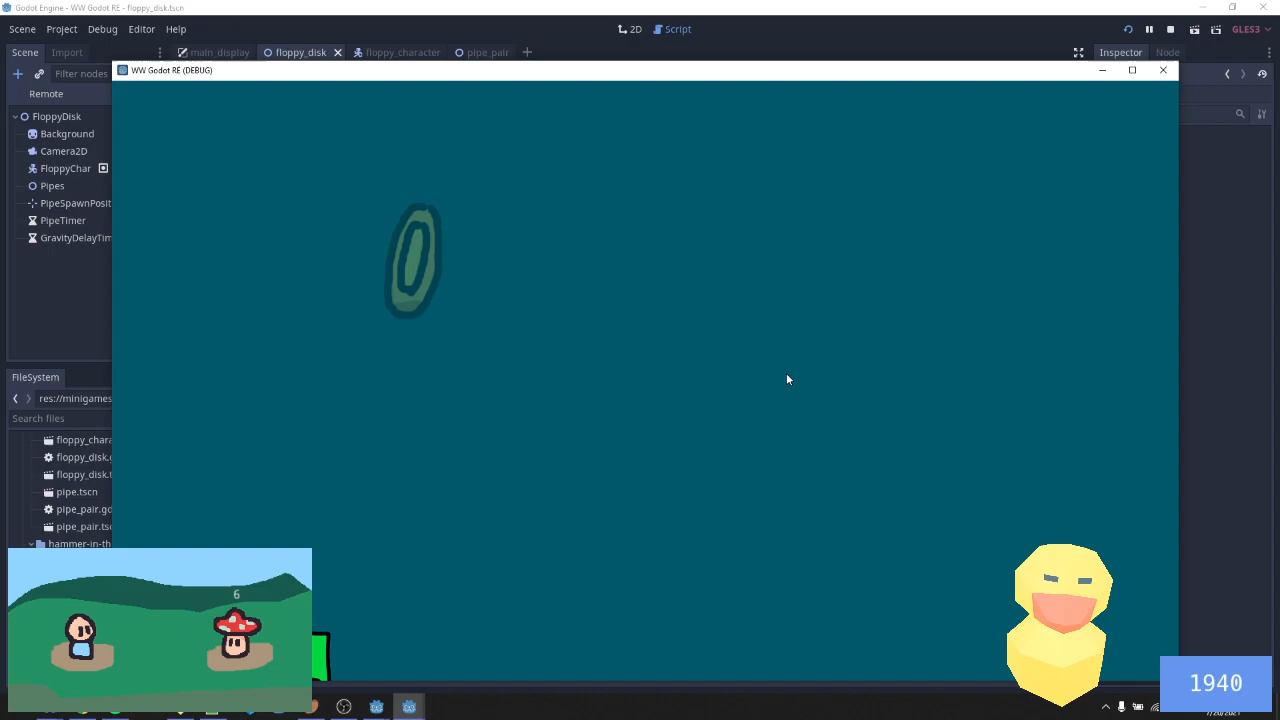 Godot Engine - WW Godot RE - floppy_disk.tscn
Scene Project Debug Editor Help
2D Script
GLES3
Scene Import
main_display floppy_disk floppy_character pipe_pair
Inspector Node
Filter nodes
WW Godot RE (DEBUG)
Remote
FloppyDisk
Background
Camera2D
FloppyChar
Pipes
PipeSpawnPosit
PipeTimer
GravityDelayTim
FileSystem
res://minigames
Search files
floppy_chara
floppy_disk.g
floppy_disk.t
pipe.tscn
pipe_pair.gd
pipe_pair.tsc
hammer-in-th
6
1940